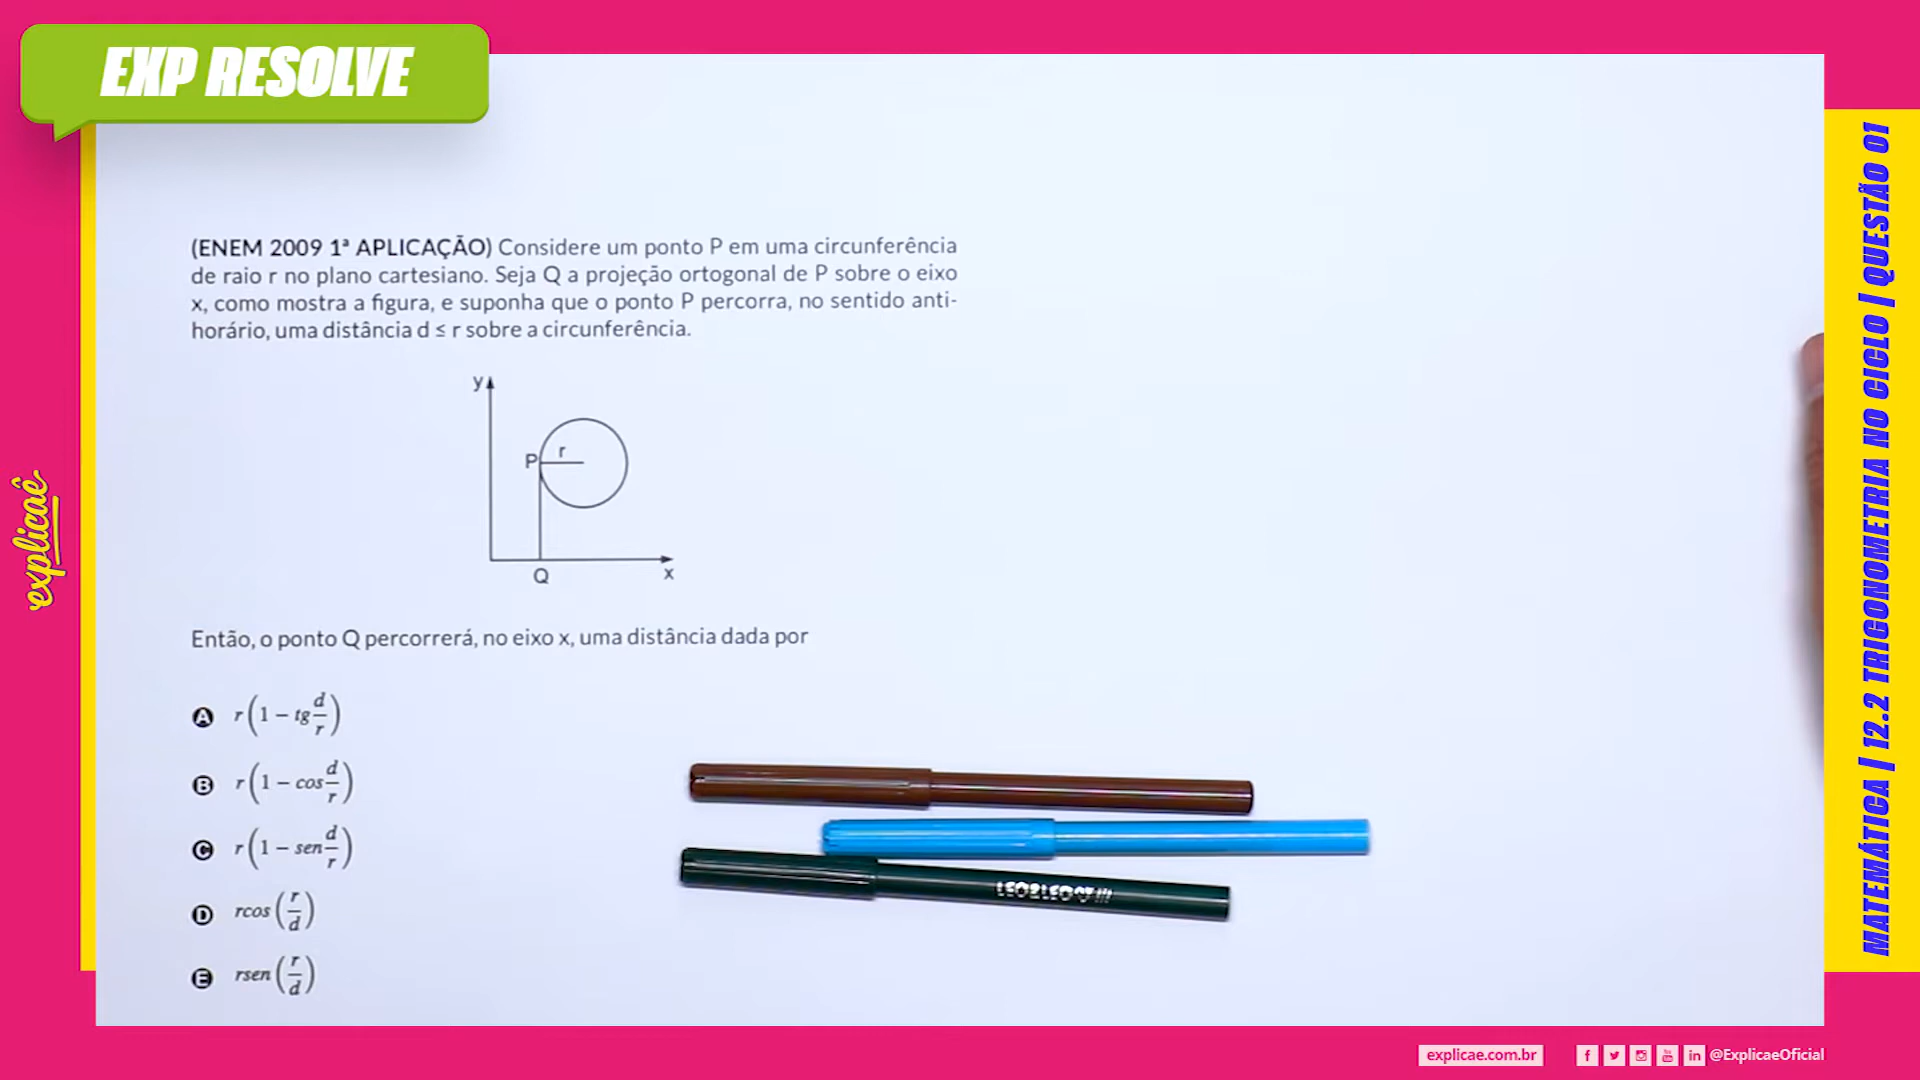 EXP RESOLVE
(ENEM 2009 1ª APLICAÇÃO) Considere um ponto P em uma circunferência
de raio r no plano cartesiano. Seja Q a projeção ortogonal de P sobre o eixo
x, como mostra a figura, e suponha que o ponto P percorra, no sentido anti-
horário, uma distância d ≤ r sobre a circunferência.
y
P r
Q
x
Então, o ponto Q percorrerá, no eixo x, uma distância dada por
A r(1 − tg d/r)
B r(1 − cos d/r)
C r(1 − sen d/r)
D rcos(r/d)
E rsen(r/d)
explicaê
MATEMÁTICA | 12.2 TRIGONOMETRIA NO CICLO | QUESTÃO 01
explicae.com.br
@ExplicaeOficial